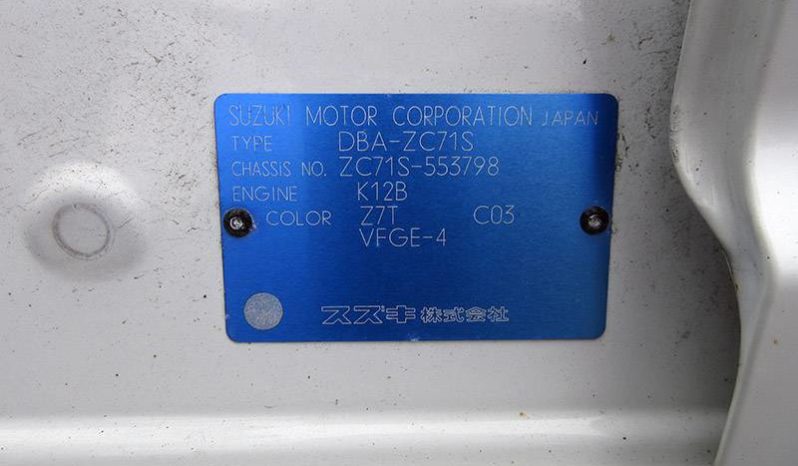 SUZUKI MOTOR CORPORATION JAPAN
TYPE DBA-ZC71S
CHASSIS NO. ZC71S-553798
ENGINE K12B
COLOR Z7T C03
VFGE-4
スズキ株式会社